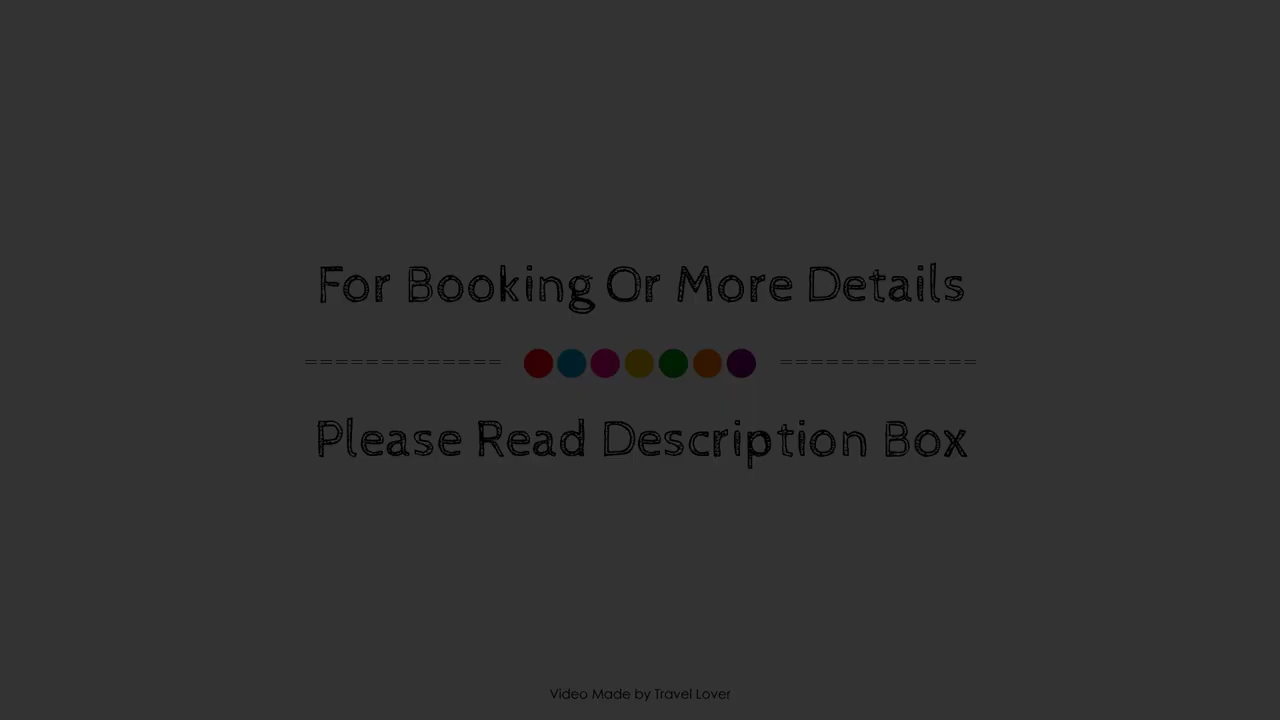 For Booking Or More Details
============= =============
Please Read Description Box
Video Made by Travel Lover